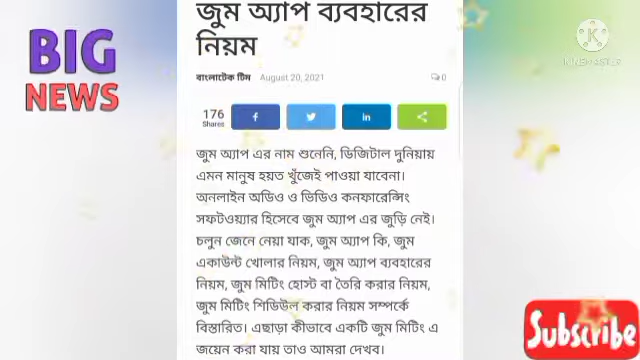 জুম অ্যাপ ব্যবহারের
নিয়ম
বাংলাটেক টিম August 20, 2021 0
176
Shares
জুম অ্যাপ এর নাম শুনেনি, ডিজিটাল দুনিয়ায়
এমন মানুষ হয়ত খুঁজেই পাওয়া যাবেনা।
অনলাইন অডিও ও ভিডিও কনফারেন্সিং
সফটওয়্যার হিসেবে জুম অ্যাপ এর জুড়ি নেই।
চলুন জেনে নেয়া যাক, জুম অ্যাপ কি, জুম
একাউন্ট খোলার নিয়ম, জুম অ্যাপ ব্যবহারের
নিয়ম, জুম মিটিং হোস্ট বা তৈরি করার নিয়ম,
জুম মিটিং শিডিউল করার নিয়ম সম্পর্কে
বিস্তারিত। এছাড়া কীভাবে একটি জুম মিটিং এ
জয়েন করা যায় তাও আমরা দেখব।
BIG
NEWS
KINEMASTER
Subscribe